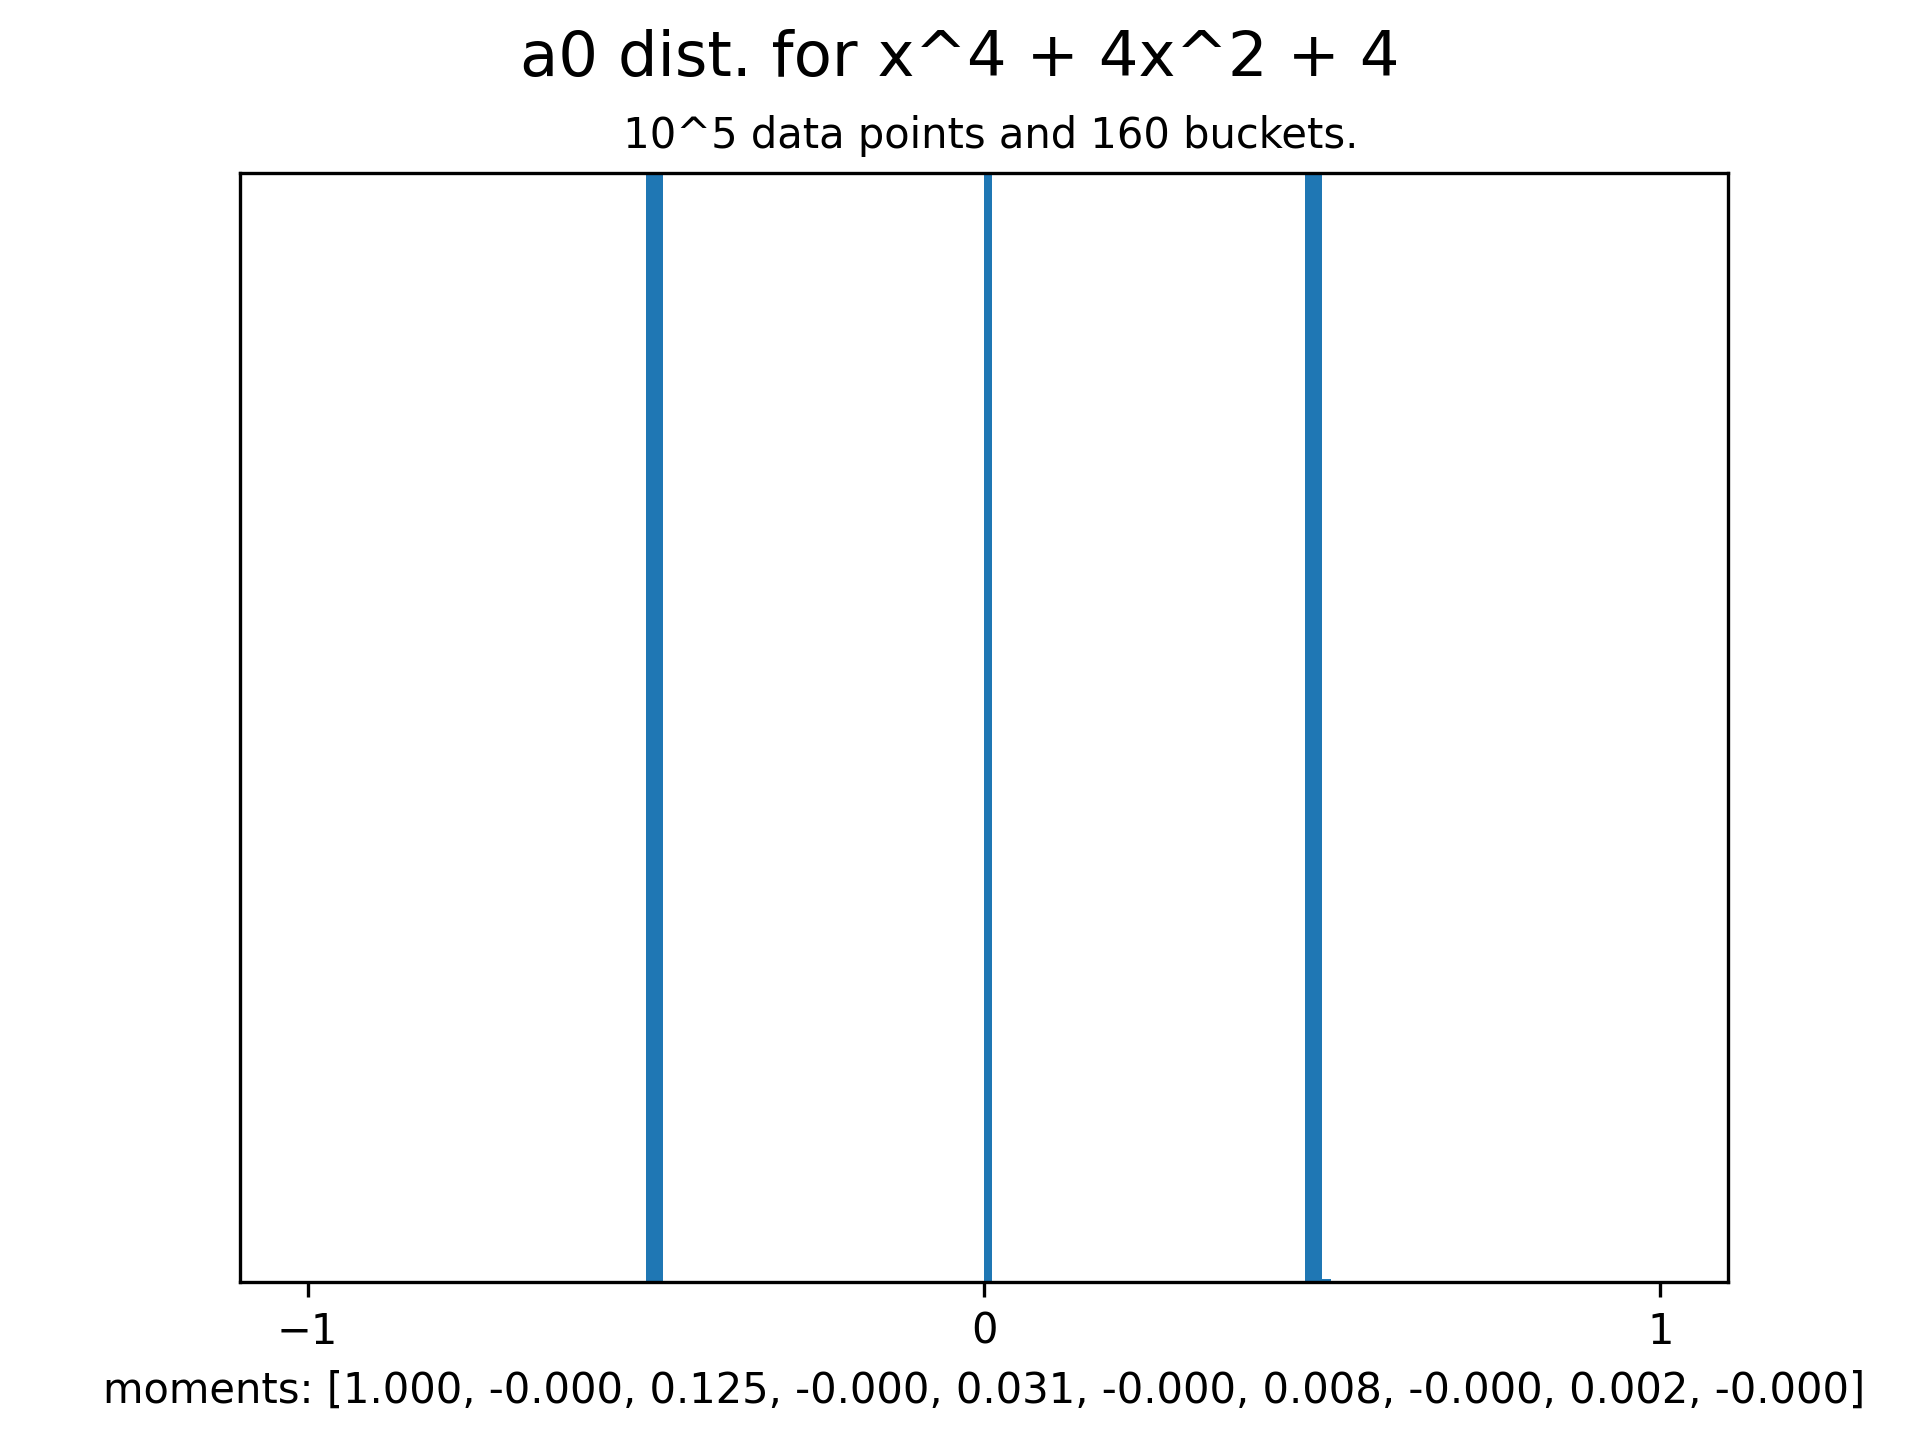 a0 dist. for x^4 + 4x^2 + 4
10^5 data points and 160 buckets.
−1 0 1
moments: [1.000, -0.000, 0.125, -0.000, 0.031, -0.000, 0.008, -0.000, 0.002, -0.000]